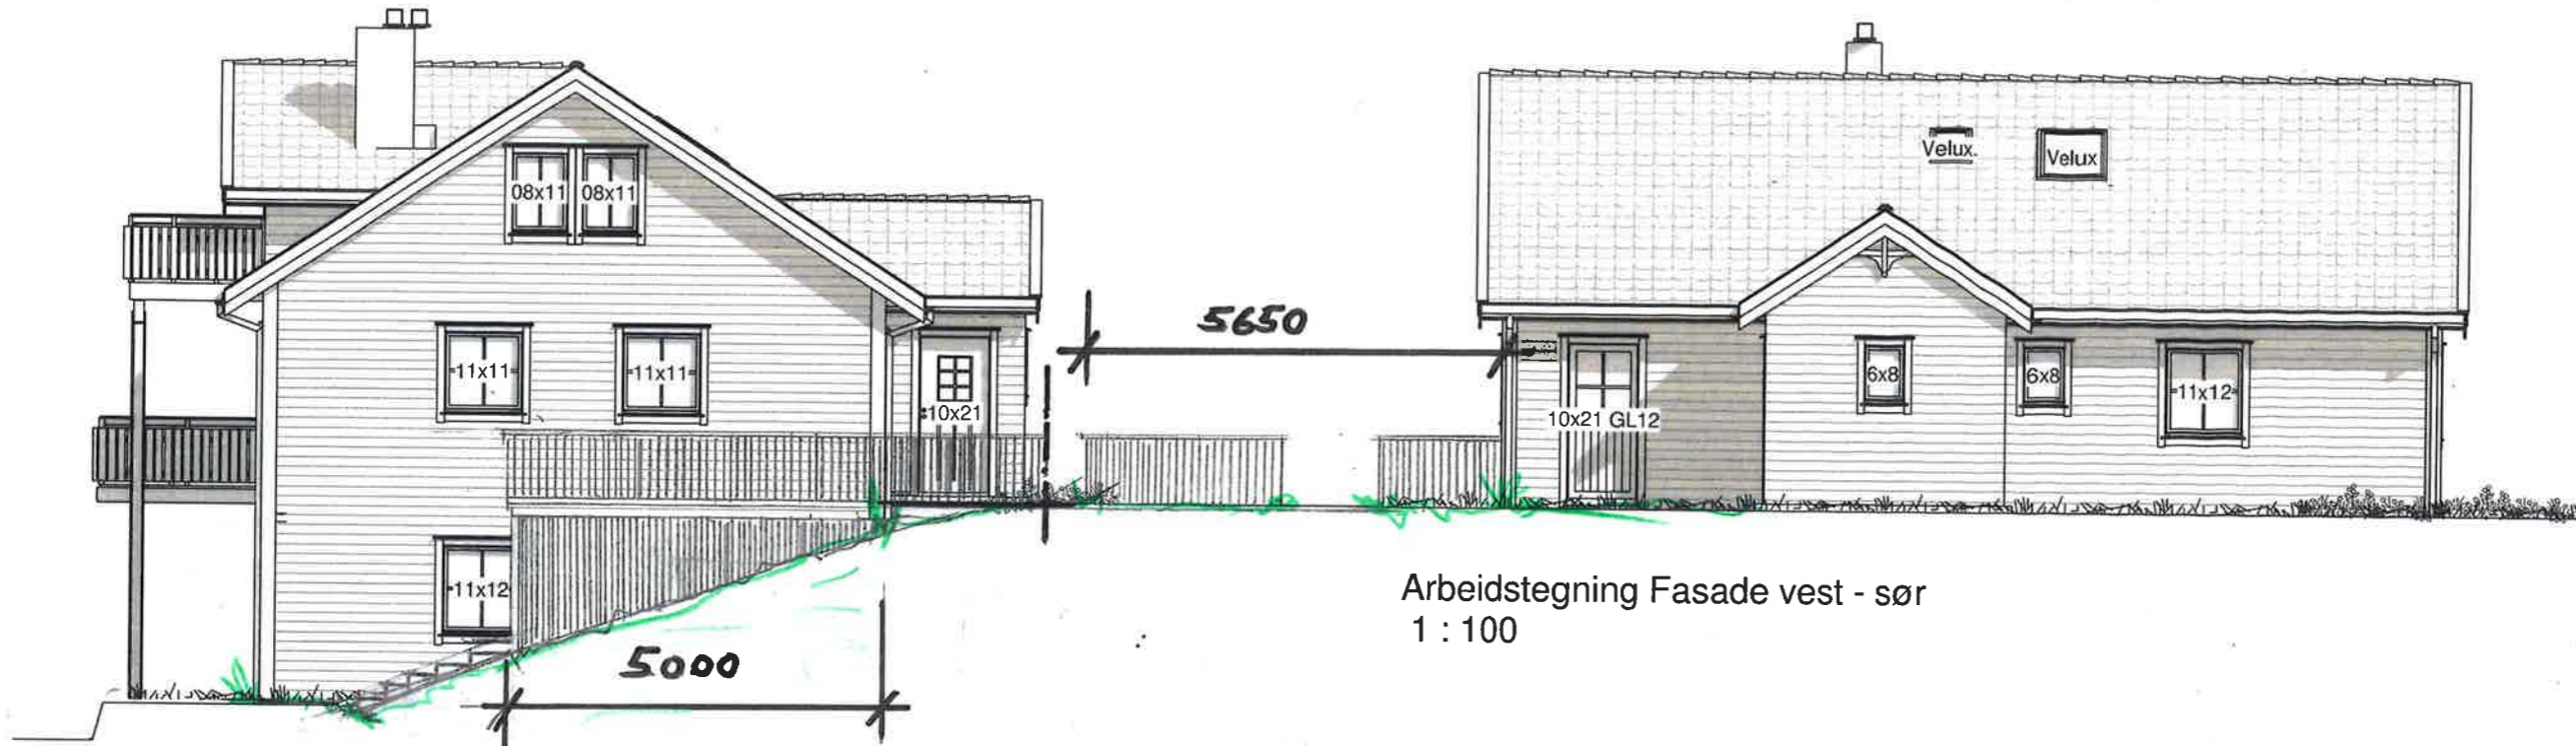 08x11 08x11
Velux.
Velux
5650
-11x11-
-11x11-
10x21
10x21 GL12
6x8
6x8
-11x12-
-11x12
5000
Arbeidstegning Fasade vest - sør
1 : 100